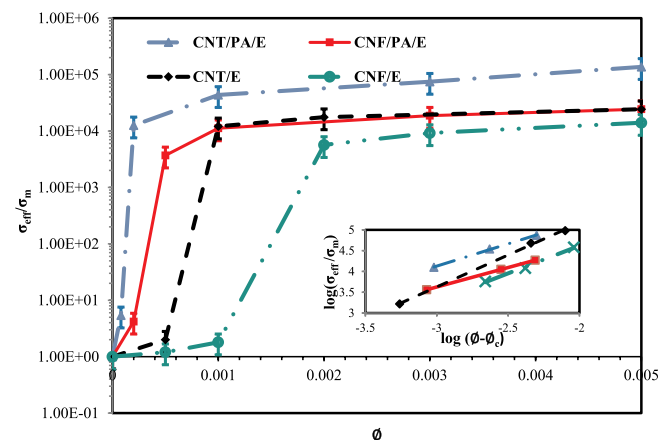 1.00E+06
1.00E+05
1.00E+04
1.00E+03
1.00E+02
1.00E+01
1.00E+00
1.00E-01
σeff/σm
CNT/PA/E
CNF/PA/E
CNT/E
CNF/E
0
0.001
0.002
0.003
0.004
0.005
Ø
log(σeff/σm)
5
4.5
4
3.5
3
-3.5
-3
-2.5
-2
log (Ø-Øc)